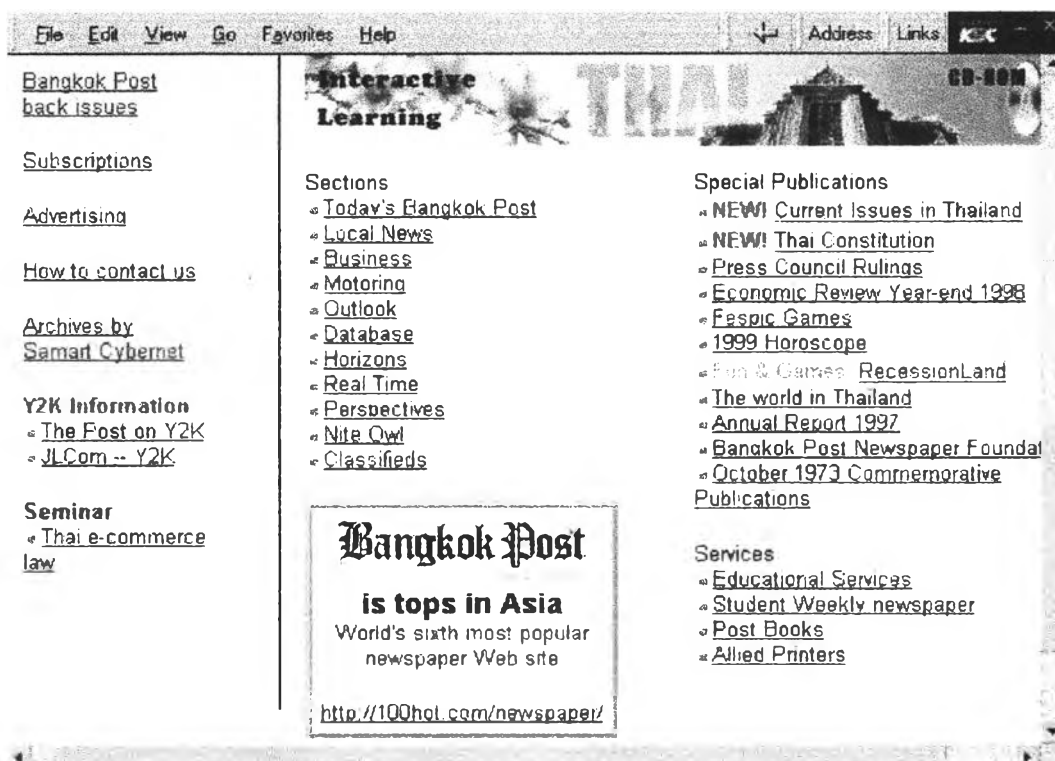 File Edit View Go Favorites Help Address Links
Bangkok Post
back issues
Subscriptions
Advertising
How to contact us
Archives by
Samart Cybernet
Y2K Information
The Post on Y2K
JLCom -- Y2K
Seminar
Thai e-commerce
law
Interactive
Learning
THAI
CD-ROM
Sections
Today's Bangkok Post
Local News
Business
Motoring
Outlook
Database
Horizons
Real Time
Perspectives
Nite Owl
Classifieds
Bangkok Post
is tops in Asia
World's sixth most popular
newspaper Web site
http://100hot.com/newspaper/
Special Publications
NEW! Current Issues in Thailand
NEW! Thai Constitution
Press Council Rulings
Economic Review Year-end 1998
Fespic Games
1999 Horoscope
Fun & Games RecessionLand
The world in Thailand
Annual Report 1997
Bangkok Post Newspaper Foundat
October 1973 Commemorative
Publications
Services
Educational Services
Student Weekly newspaper
Post Books
Allied Printers